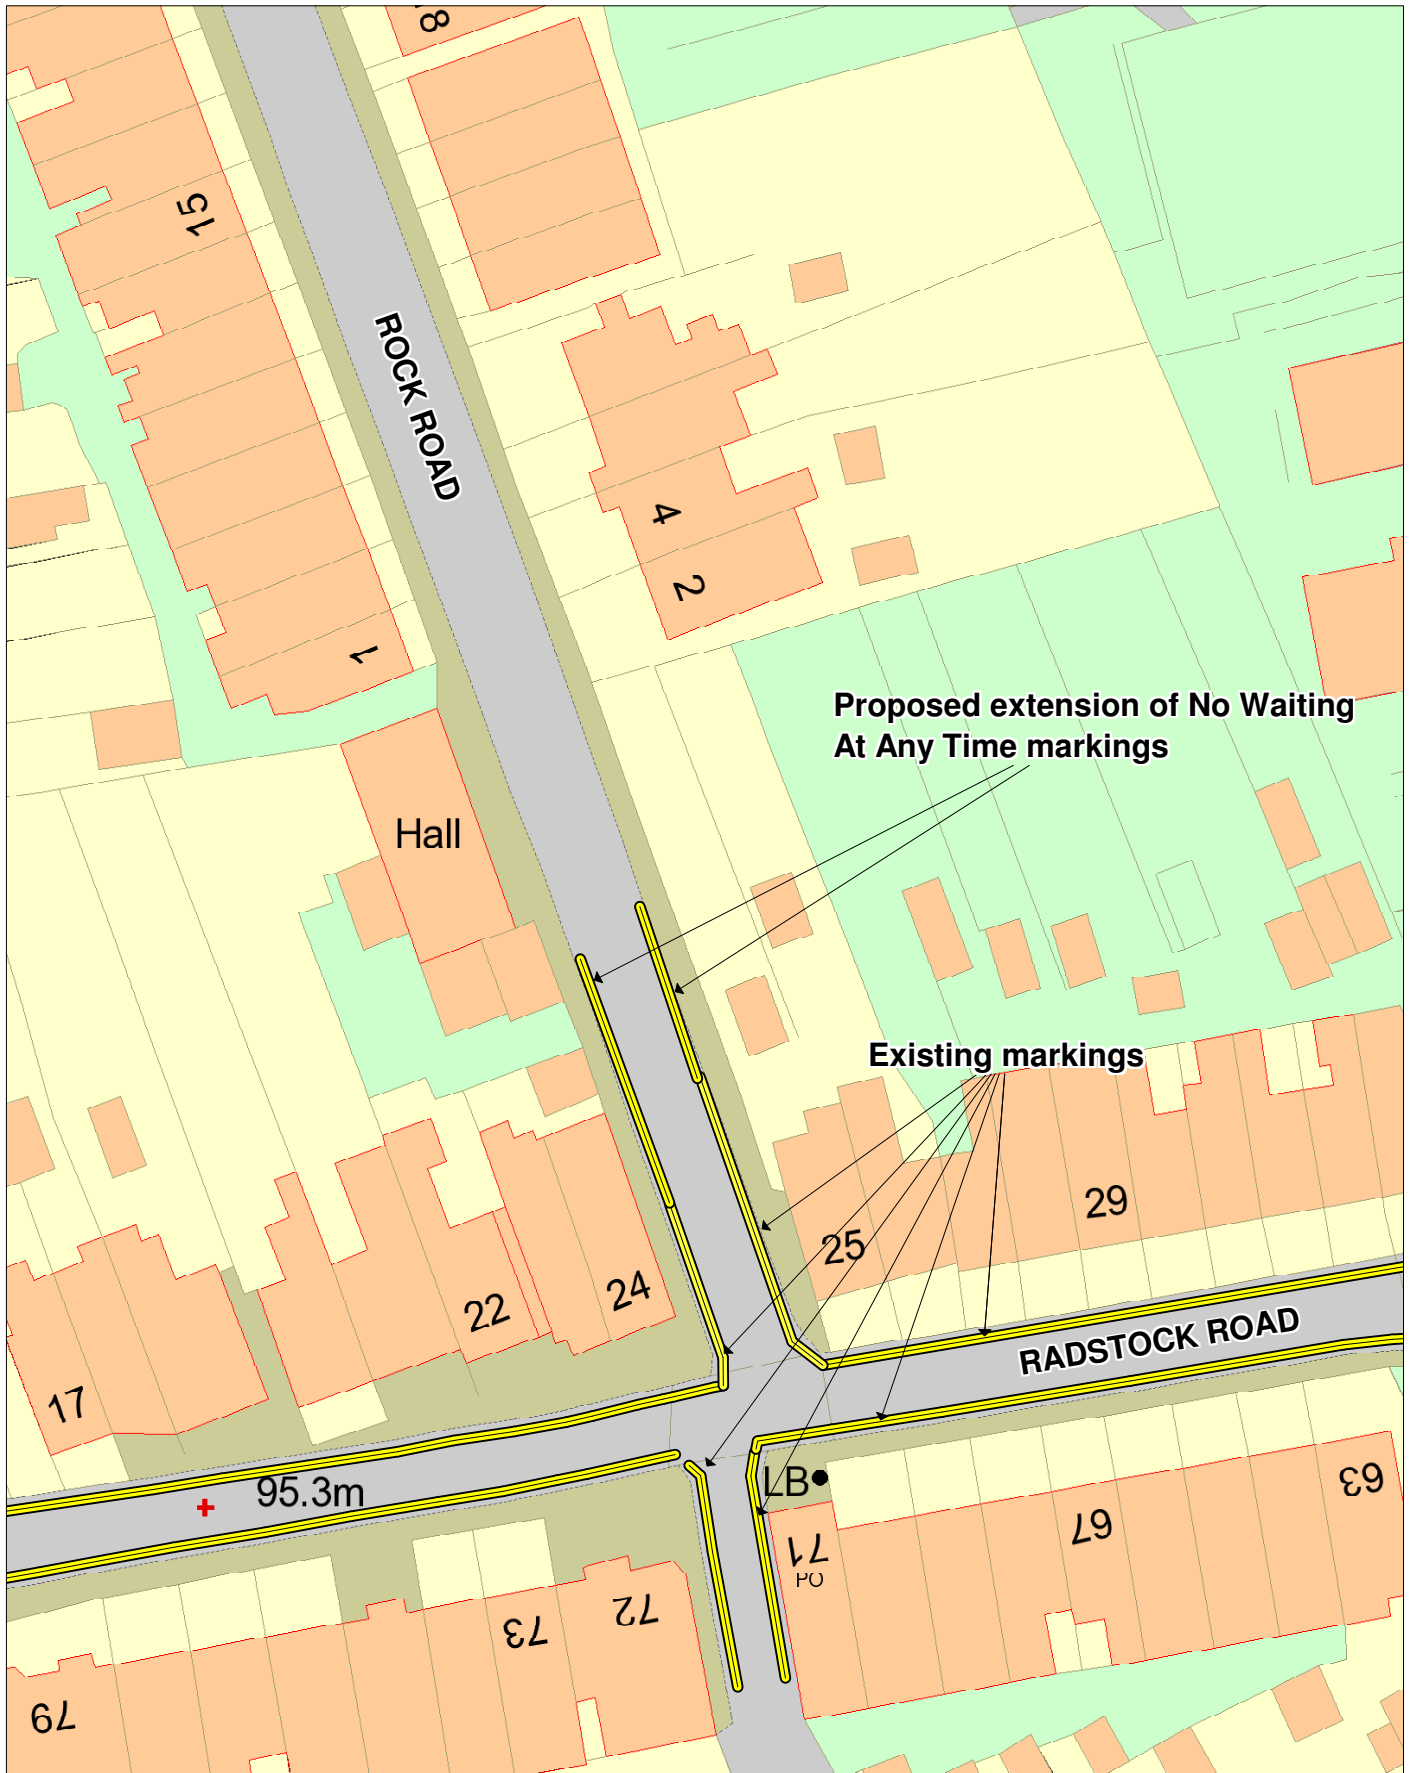 18
15
ROCK ROAD
4
2
1
Proposed extension of No Waiting
At Any Time markings
Hall
Existing markings
29
25
24
22
RADSTOCK ROAD
17
95.3m
LB
63
67
71
PO
72
73
79